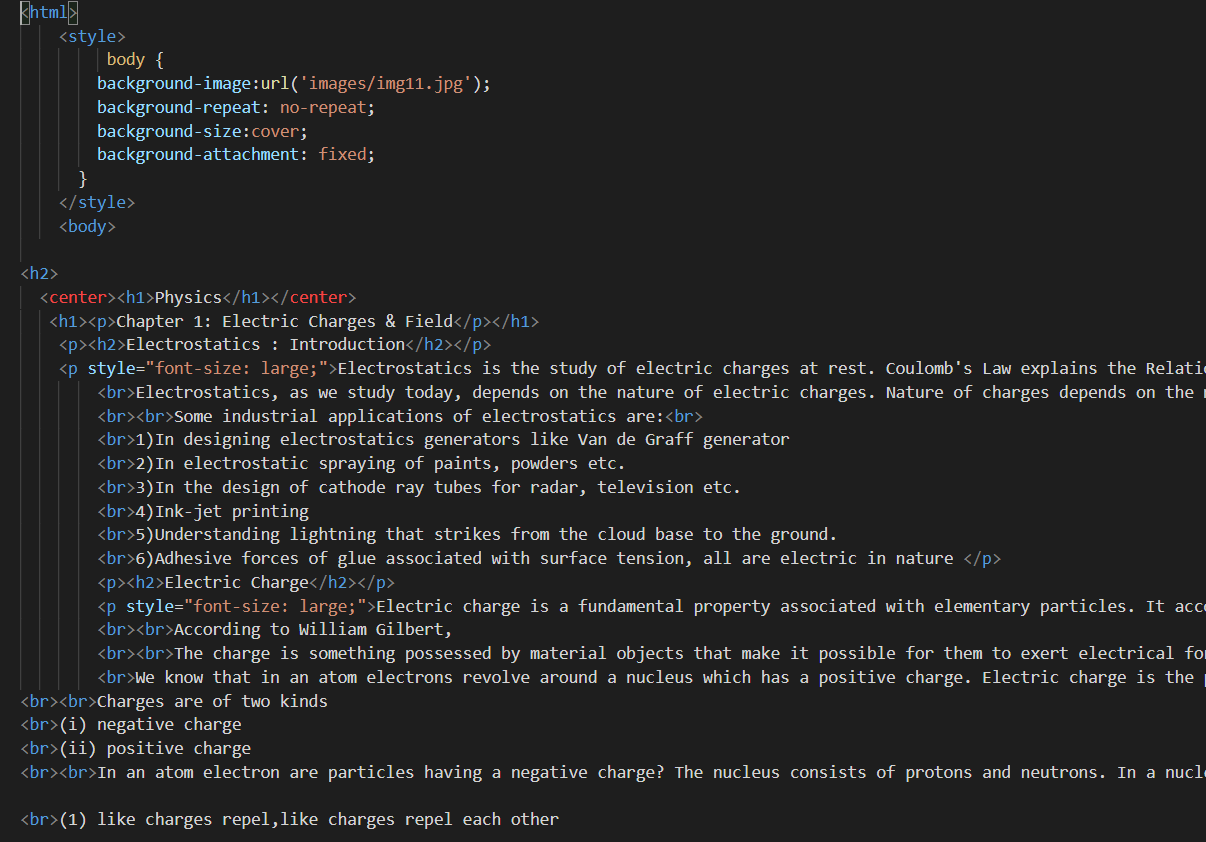 <html>
<style>
body {
background-image:url('images/img11.jpg');
background-repeat: no-repeat;
background-size:cover;
background-attachment: fixed;
}
</style>
<body>
<h2>
<center><h1>Physics</h1></center>
<h1><p>Chapter 1: Electric Charges & Field</p></h1>
<p><h2>Electrostatics : Introduction</h2></p>
<p style="font-size: large;">Electrostatics is the study of electric charges at rest. Coulomb's Law explains the Relati
<br>Electrostatics, as we study today, depends on the nature of electric charges. Nature of charges depends on the
<br><br>Some industrial applications of electrostatics are:<br>
<br>1)In designing electrostatics generators like Van de Graff generator
<br>2)In electrostatic spraying of paints, powders etc.
<br>3)In the design of cathode ray tubes for radar, television etc.
<br>4)Ink-jet printing
<br>5)Understanding lightning that strikes from the cloud base to the ground.
<br>6)Adhesive forces of glue associated with surface tension, all are electric in nature </p>
<p><h2>Electric Charge</h2></p>
<p style="font-size: large;">Electric charge is a fundamental property associated with elementary particles. It acc
<br><br>According to William Gilbert,
<br><br>The charge is something possessed by material objects that make it possible for them to exert electrical fo
<br>We know that in an atom electrons revolve around a nucleus which has a positive charge. Electric charge is the
<br><br>Charges are of two kinds
<br>(i) negative charge
<br>(ii) positive charge
<br><br>In an atom electron are particles having a negative charge? The nucleus consists of protons and neutrons. In a nucl
<br>(1) like charges repel,like charges repel each other